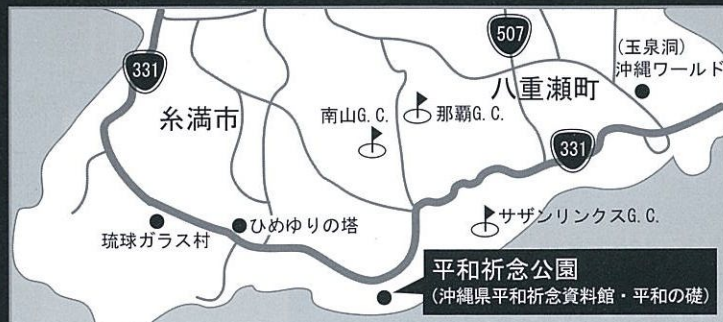 507
(玉泉洞)
沖縄ワールド
331
八重瀬町
糸満市
南山G.C.
那覇G.C.
331
サザンリンクスG.C.
ひめゆりの塔
琉球ガラス村
平和祈念公園
(沖縄県平和祈念資料館・平和の礎)